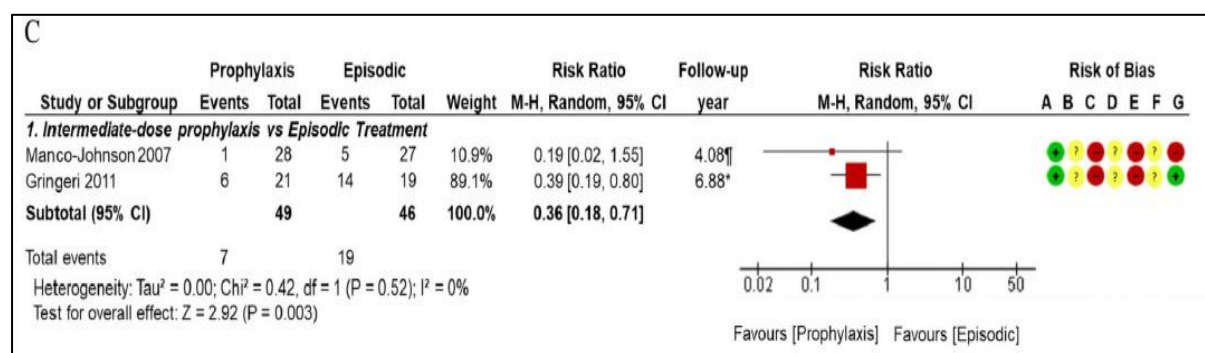 C
Prophylaxis Episodic Risk Ratio Follow-up Risk Ratio Risk of Bias
Study or Subgroup Events Total Events Total Weight M-H, Random, 95% CI year M-H, Random, 95% CI A B C D E F G
1. Intermediate-dose prophylaxis vs Episodic Treatment
Manco-Johnson 2007 1 28 5 27 10.9% 0.19 [0.02, 1.55] 4.08¶ + ? - ? - ? -
Gringeri 2011 6 21 14 19 89.1% 0.39 [0.19, 0.80] 6.88* + ? - ? - ? +
Subtotal (95% CI) 49 46 100.0% 0.36 [0.18, 0.71]
Total events 7 19
Heterogeneity: Tau² = 0.00; Chi² = 0.42, df = 1 (P = 0.52); I² = 0%
Test for overall effect: Z = 2.92 (P = 0.003)
0.02 0.1 1 10 50
Favours [Prophylaxis] Favours [Episodic]